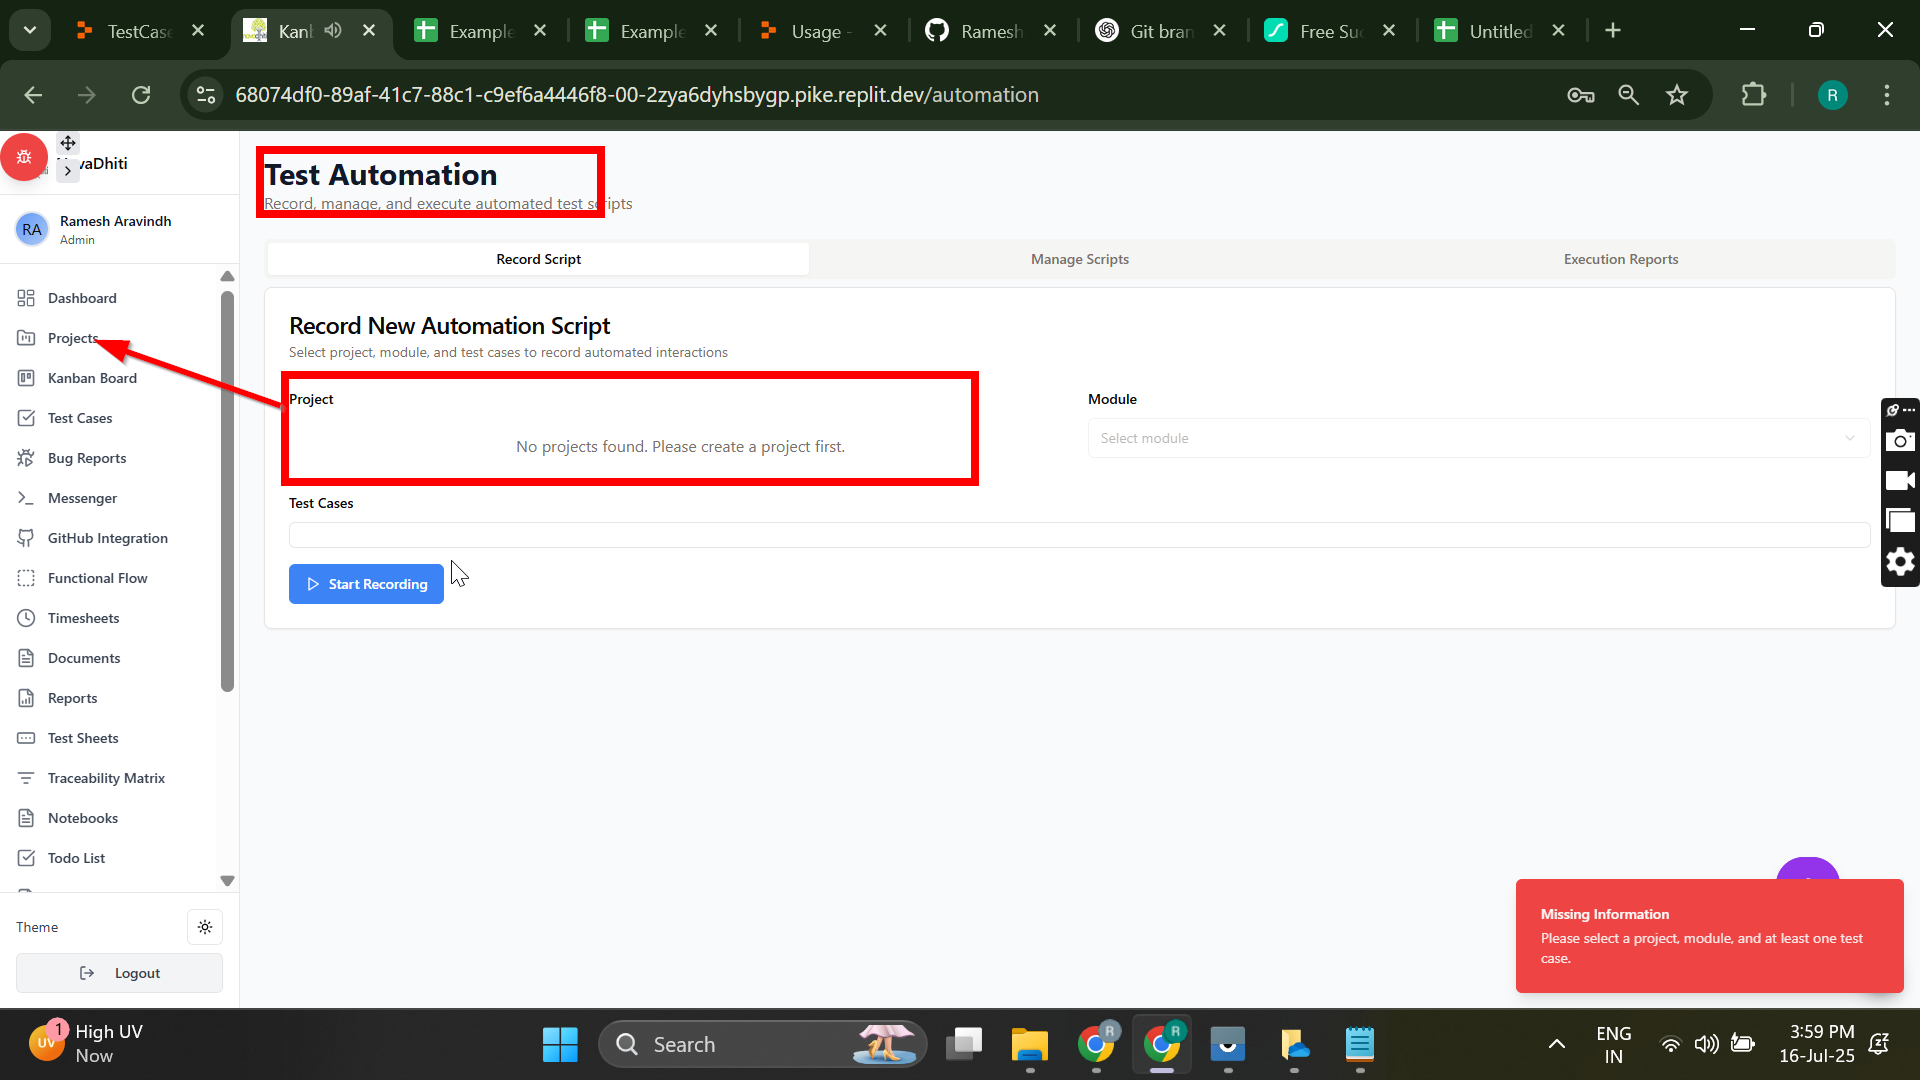 TestCase
Kanb
Example
Example
Usage -
Ramesh
Git bran
Free Suc
Untitled
68074df0-89af-41c7-88c1-c9ef6a4446f8-00-2zya6dyhsbygp.pike.replit.dev/automation
R
vaDhiti
Test Automation
Record, manage, and execute automated test scripts
RA
Ramesh Aravindh
Admin
Record Script
Manage Scripts
Execution Reports
Dashboard
Projects
Kanban Board
Test Cases
Bug Reports
Messenger
GitHub Integration
Functional Flow
Timesheets
Documents
Reports
Test Sheets
Traceability Matrix
Notebooks
Todo List
Record New Automation Script
Select project, module, and test cases to record automated interactions
Project
No projects found. Please create a project first.
Module
Select module
Test Cases
Start Recording
Theme
Logout
Missing Information
Please select a project, module, and at least one test
case.
UV
1
High UV
Now
Search
R
R
ENG
IN
3:59 PM
16-Jul-25